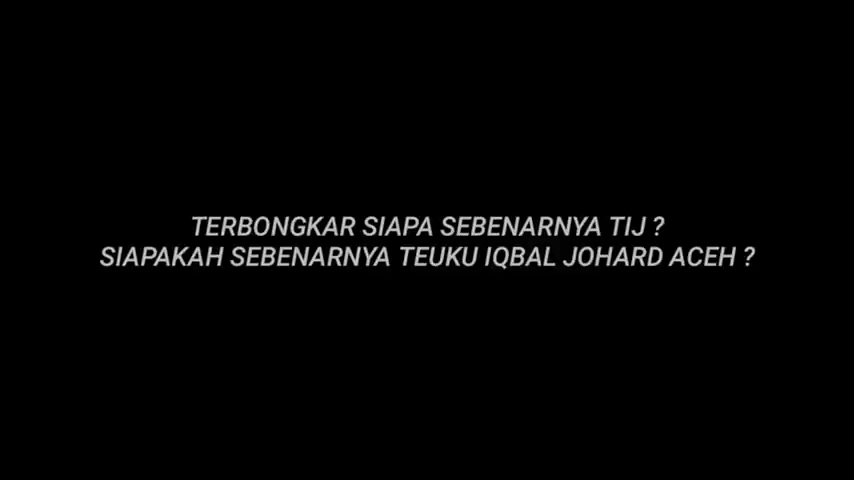 TERBONGKAR SIAPA SEBENARNYA TIJ ?
SIAPAKAH SEBENARNYA TEUKU IQBAL JOHARD ACEH ?